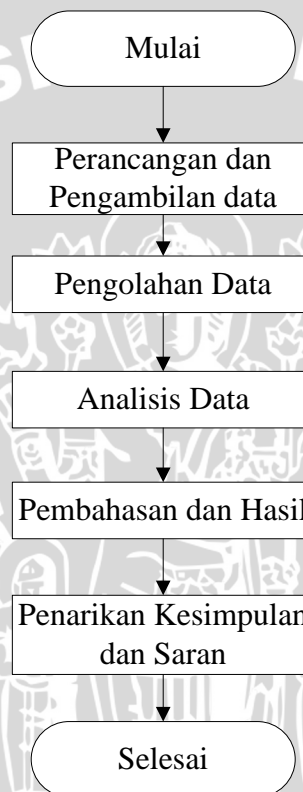 Mulai
Perancangan dan
Pengambilan data
Pengolahan Data
Analisis Data
Pembahasan dan Hasil
Penarikan Kesimpulan
dan Saran
Selesai